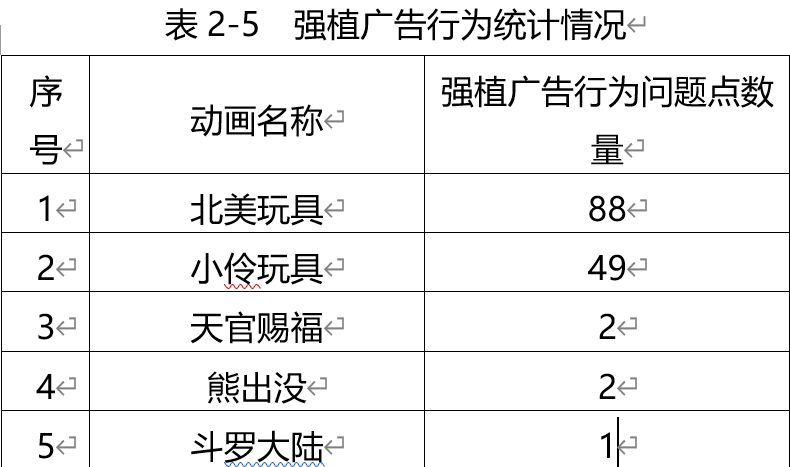 表 2-5　强植广告行为统计情况
序号 动画名称 强植广告行为问题点数量
1 北美玩具 88
2 小伶玩具 49
3 天官赐福 2
4 熊出没 2
5 斗罗大陆 1